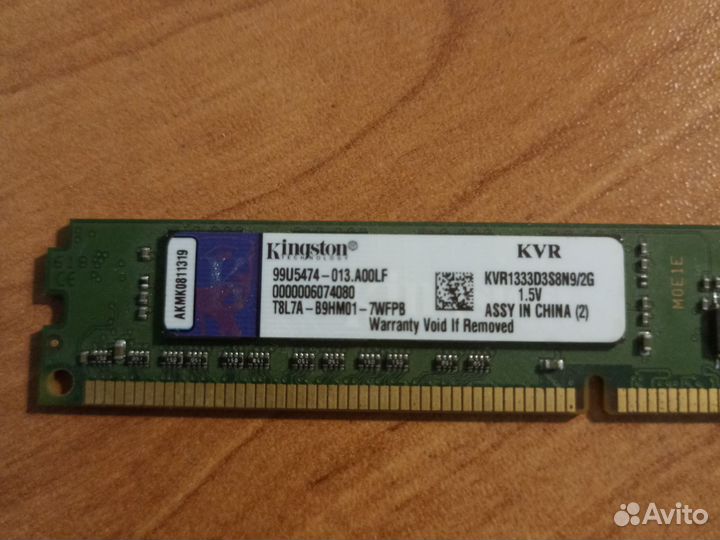 AKMK0811319
Kingston
TECHNOLOGY
99U5474-013.A00LF
0000006074080
T8L7A-B9HM01-7WFPB
Warranty Void If Removed
KVR
KVR1333D3S8N9/2G
1.5V
ASSY IN CHINA (2)
M0E1E
Avito